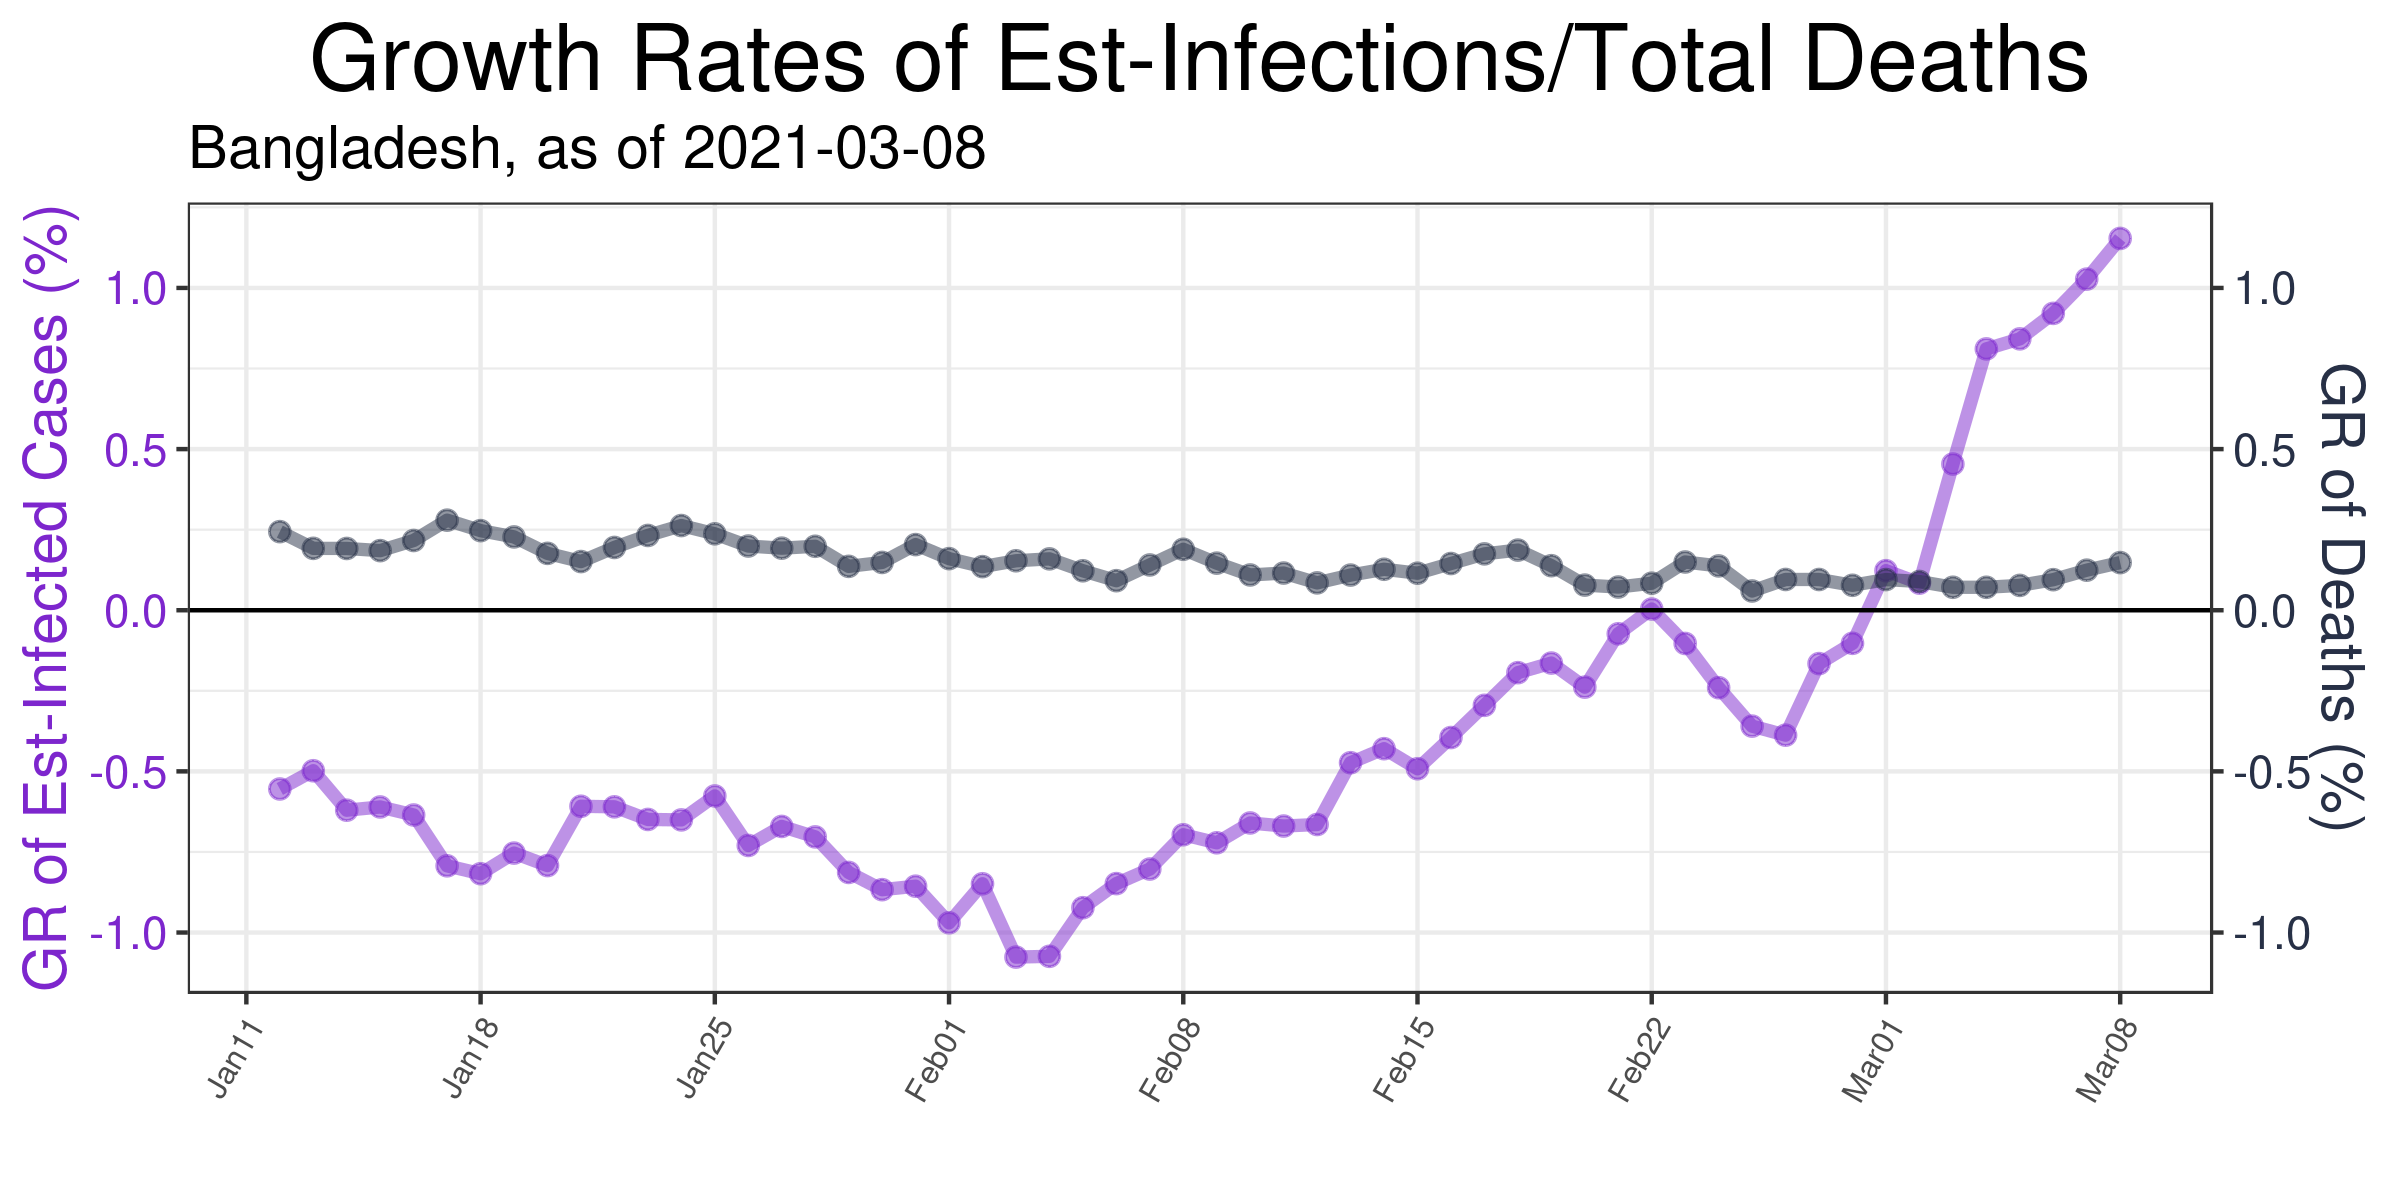 Growth Rates of Est-Infections/Total Deaths
Bangladesh, as of 2021-03-08
GR of Est-Infected Cases (%)
1.0
0.5
0.0
-0.5
-1.0
1.0
0.5
0.0
-0.5
-1.0
GR of Deaths (%)
Jan11
Jan18
Jan25
Feb01
Feb08
Feb15
Feb22
Mar01
Mar08